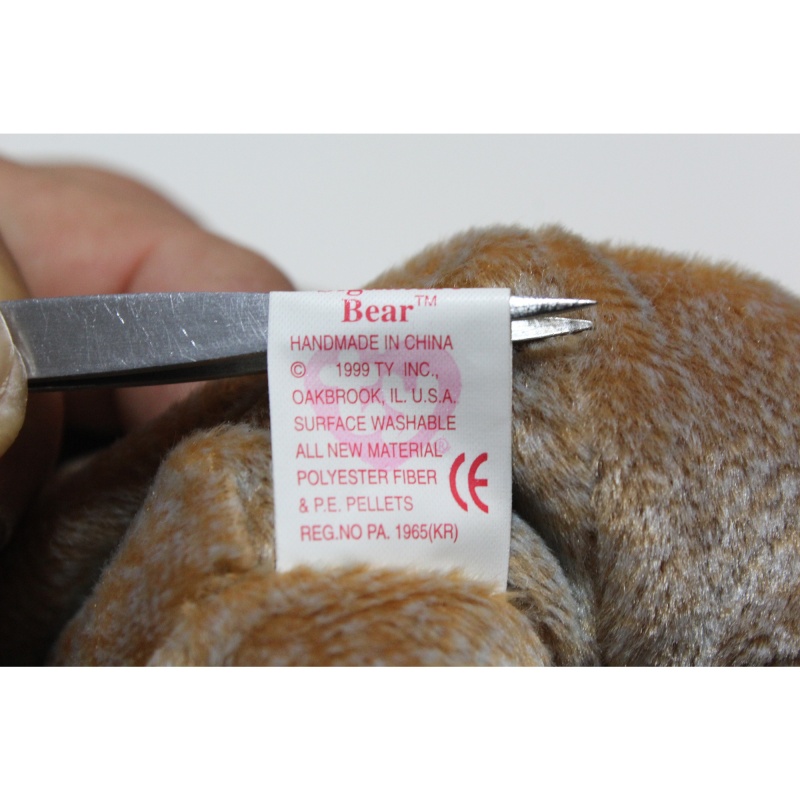 Bear™
HANDMADE IN CHINA
© 1999 TY INC.,
OAKBROOK, IL. U.S.A.
SURFACE WASHABLE
ALL NEW MATERIAL
POLYESTER FIBER
& P.E. PELLETS
REG.NO PA. 1965(KR)
CE
ty®